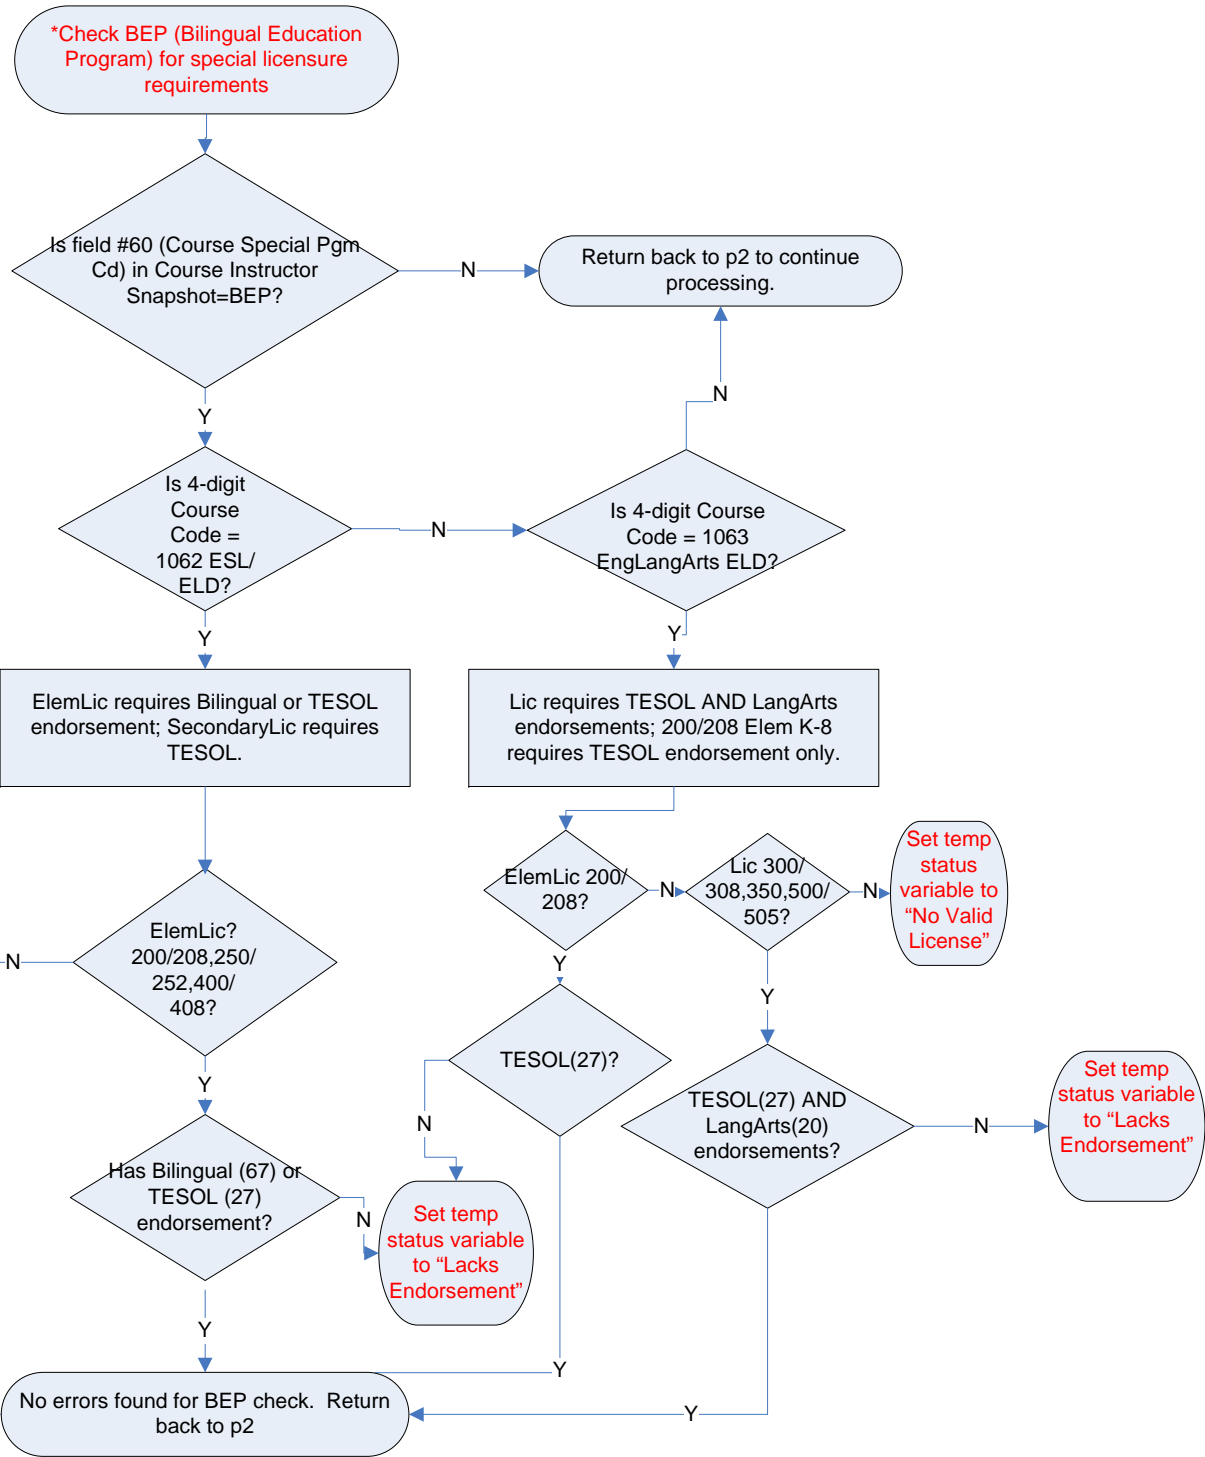 *Check BEP (Bilingual Education
Program) for special licensure
requirements
Is field #60 (Course Special Pgm
Cd) in Course Instructor
Snapshot=BEP?
N
Return back to p2 to continue
processing.
Y
N
Is 4-digit
Course
Code =
1062 ESL/
ELD?
N
Is 4-digit Course
Code = 1063
EngLangArts ELD?
Y
Y
ElemLic requires Bilingual or TESOL
endorsement; SecondaryLic requires
TESOL.
Lic requires TESOL AND LangArts
endorsements; 200/208 Elem K-8
requires TESOL endorsement only.
ElemLic 200/
208?
N
Lic 300/
308,350,500/
505?
N
Set temp
status
variable to
“No Valid
License”
N
ElemLic?
200/208,250/
252,400/
408?
Y
Y
TESOL(27)?
Y
N
TESOL(27) AND
LangArts(20)
endorsements?
N
Set temp
status variable
to “Lacks
Endorsement”
Y
Has Bilingual (67) or
TESOL (27)
endorsement?
N
Set temp
status variable
to “Lacks
Endorsement”
Y
Y
Y
No errors found for BEP check.  Return
back to p2